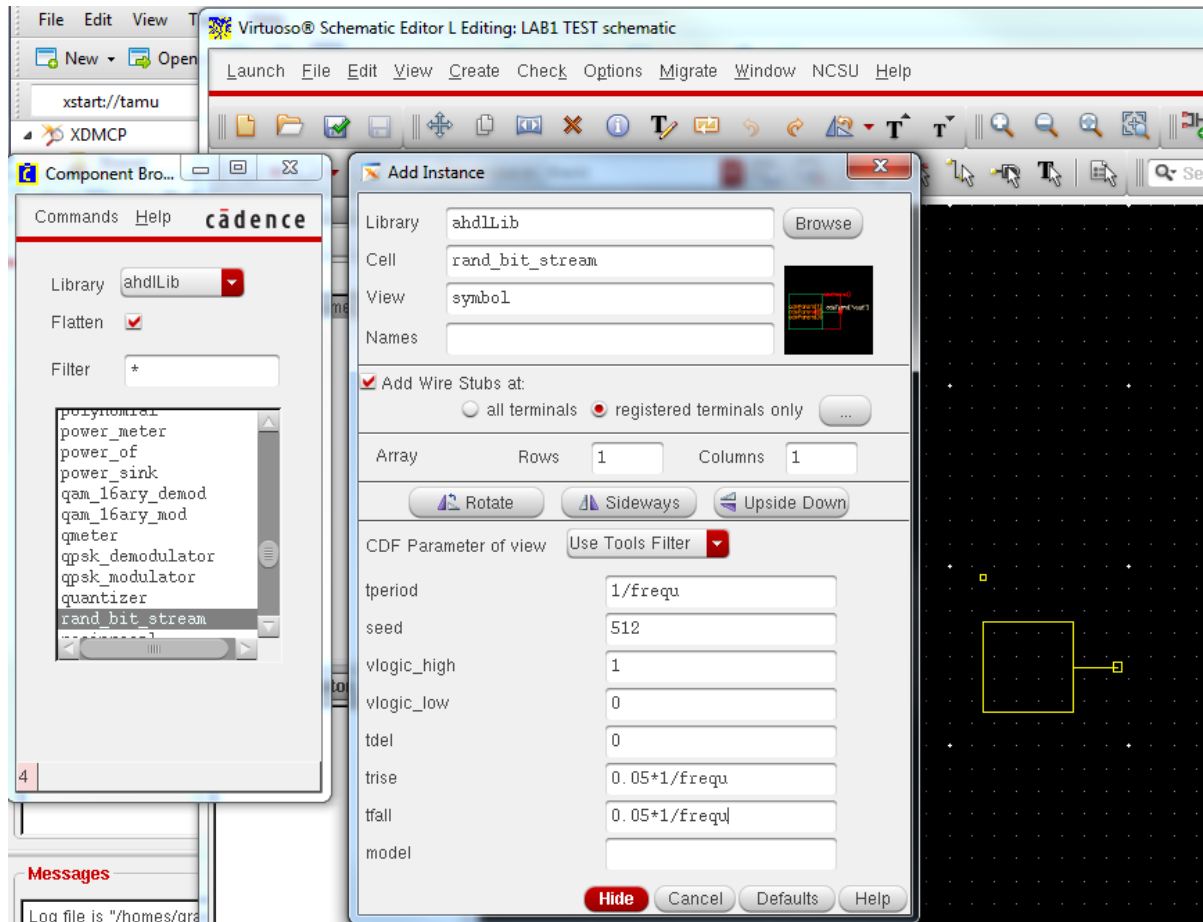 File Edit View T
Virtuoso® Schematic Editor L Editing: LAB1 TEST schematic
New Open
Launch File Edit View Create Check Options Migrate Window NCSU Help
xstart://tamu
XDMCP
Component Bro...
Add Instance
Se
Commands Help cādence
Library ahdlLib
Flatten
Filter *
polynomial
power_meter
power_of
power_sink
qam_16ary_demod
qam_16ary_mod
qmeter
qpsk_demodulator
qpsk_modulator
quantizer
rand_bit_stream
4
Library ahdlLib Browse
Cell rand_bit_stream
View symbol
Names
Add Wire Stubs at:
all terminals registered terminals only ...
Array Rows 1 Columns 1
Rotate Sideways Upside Down
CDF Parameter of view Use Tools Filter
tperiod 1/frequ
seed 512
vlogic_high 1
vlogic_low 0
tdel 0
trise 0.05*1/frequ
tfall 0.05*1/frequ
model
Hide Cancel Defaults Help
Messages
Log file is "/homes/gra